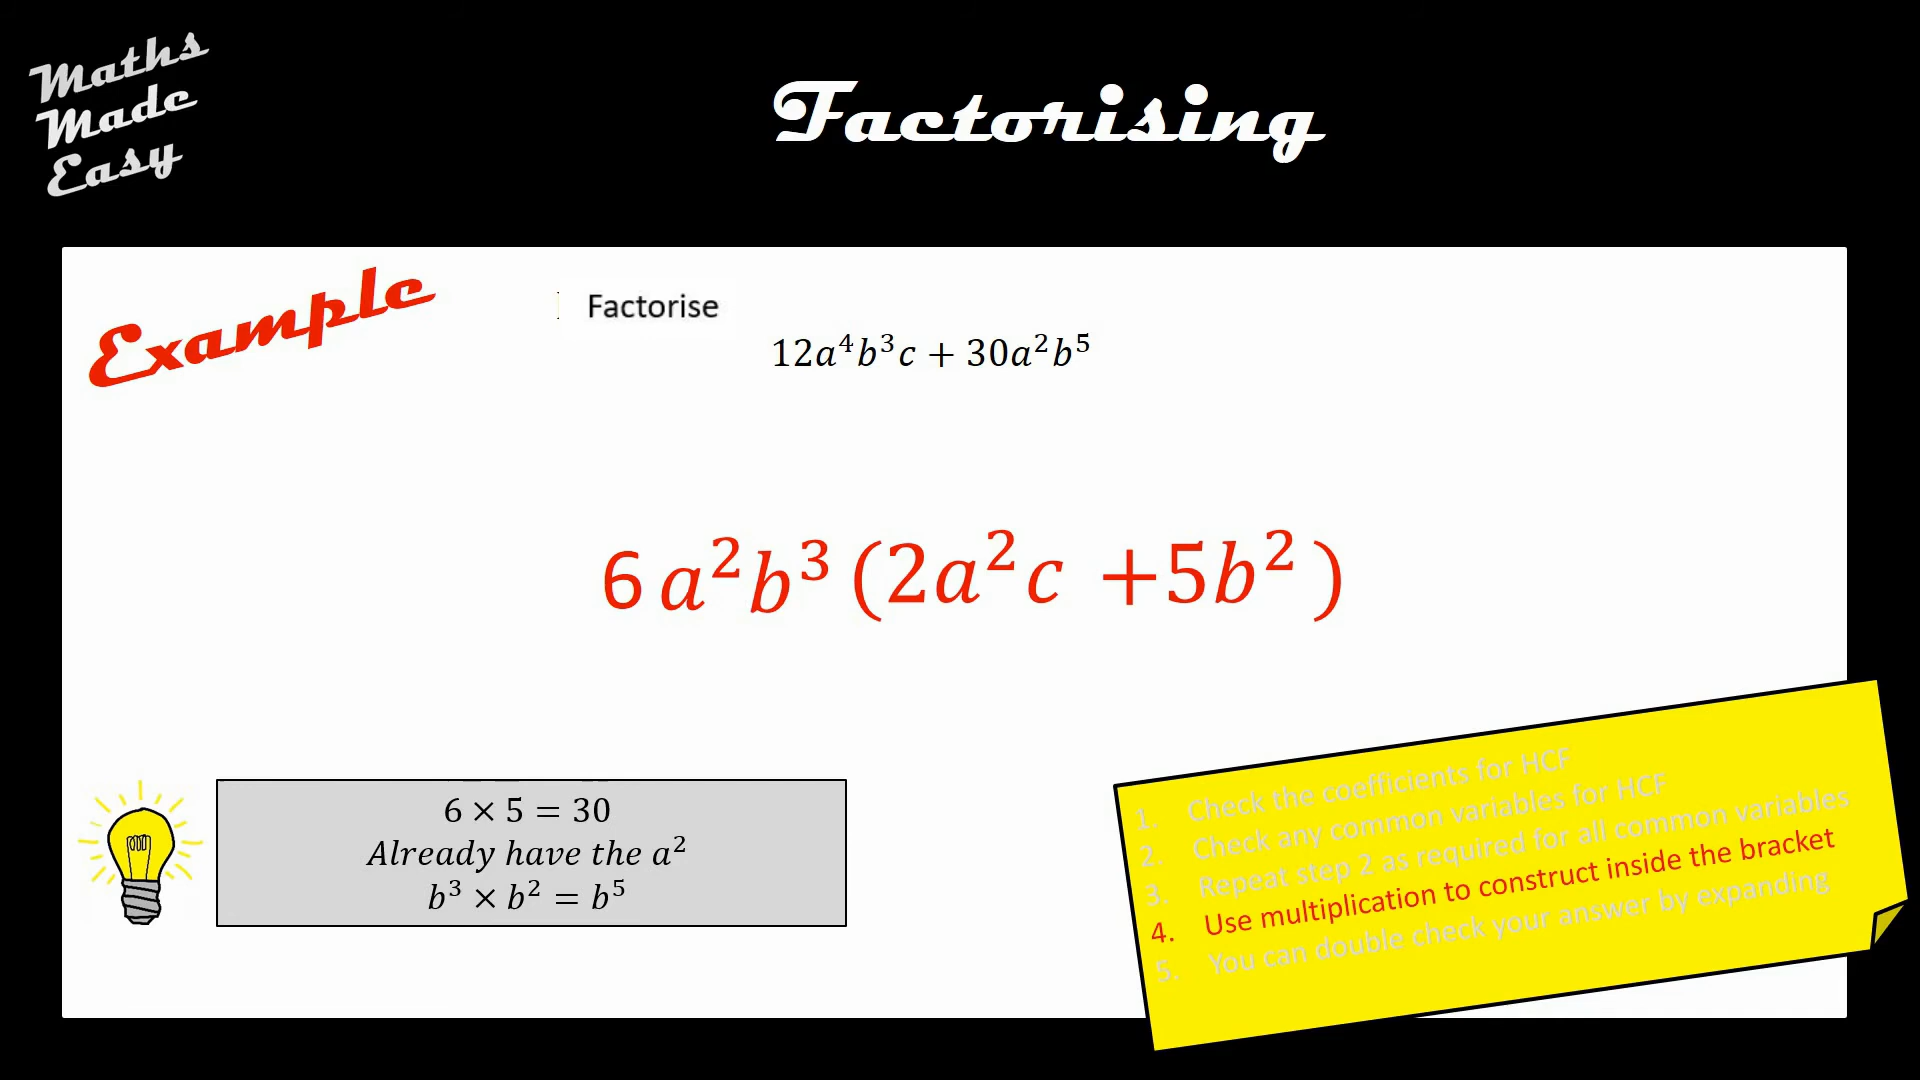 Maths
Made
Easy
Factorising
Example
Factorise
12a⁴b³c + 30a²b⁵
6 a²b³ (2a²c +5b² )
6 × 5 = 30
Already have the a²
b³ × b² = b⁵
1. Check the coefficients for HCF
2. Check any common variables for HCF
3. Repeat step 2 as required for all common variables
4. Use multiplication to construct inside the bracket
5. You can double check your answer by expanding